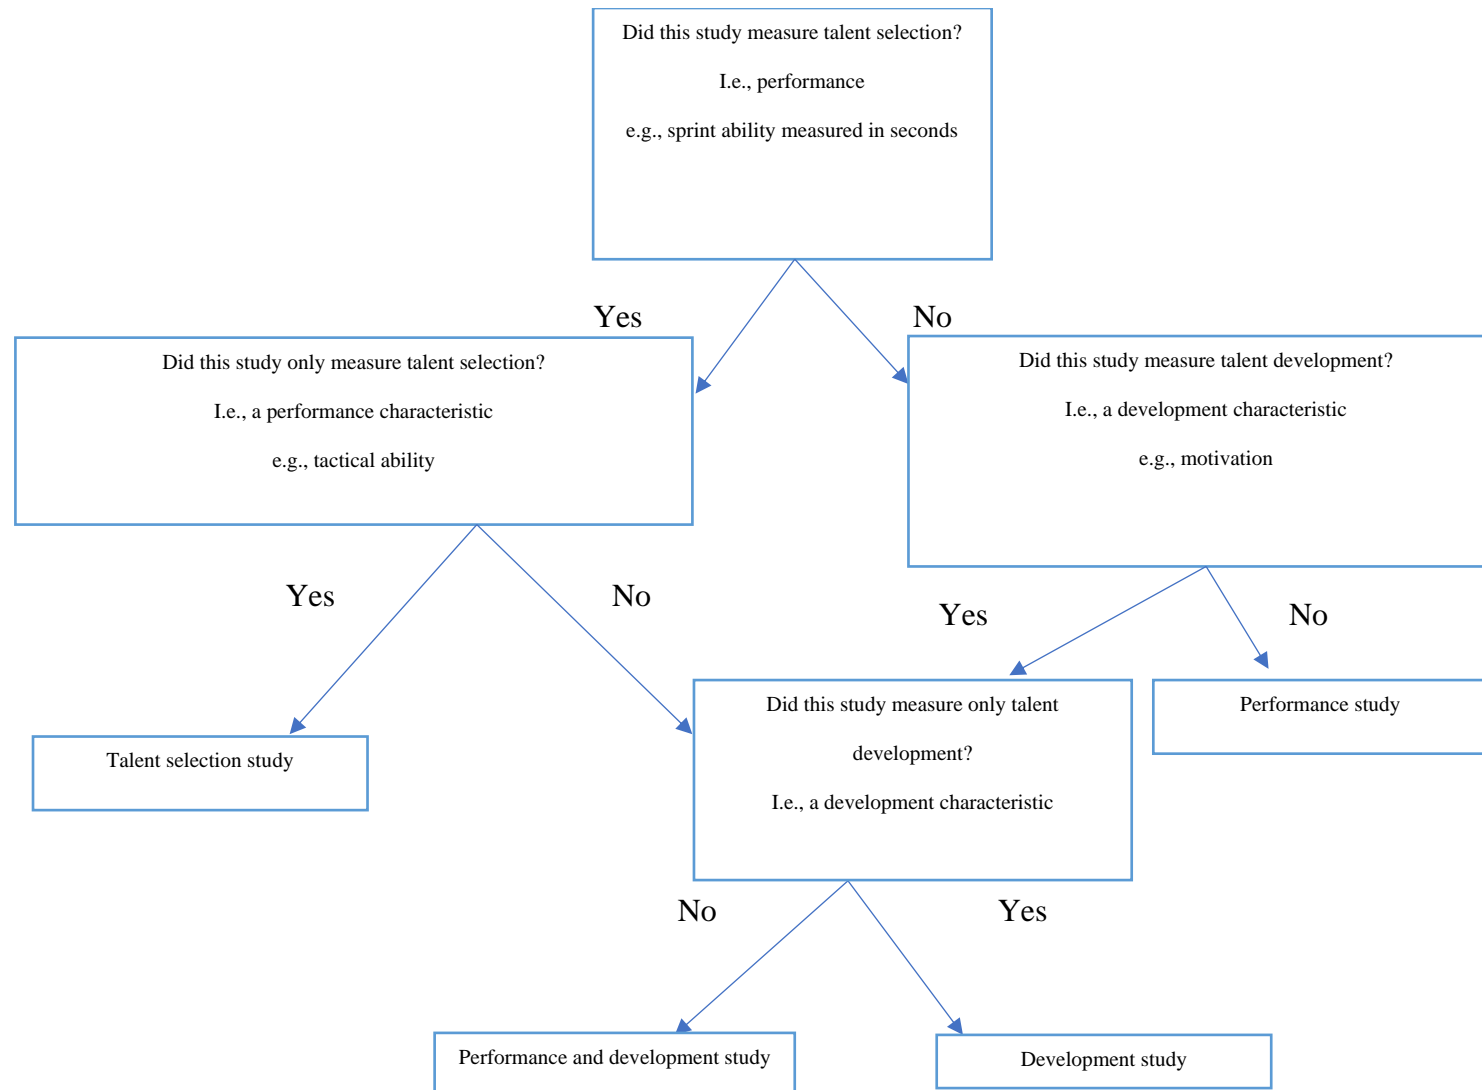 Did this study measure talent selection?
I.e., performance
e.g., sprint ability measured in seconds
Yes
No
Did this study only measure talent selection?
I.e., a performance characteristic
e.g., tactical ability
Did this study measure talent development?
I.e., a development characteristic
e.g., motivation
Yes
No
Yes
No
Talent selection study
Did this study measure only talent
development?
I.e., a development characteristic
Performance study
No
Yes
Performance and development study
Development study